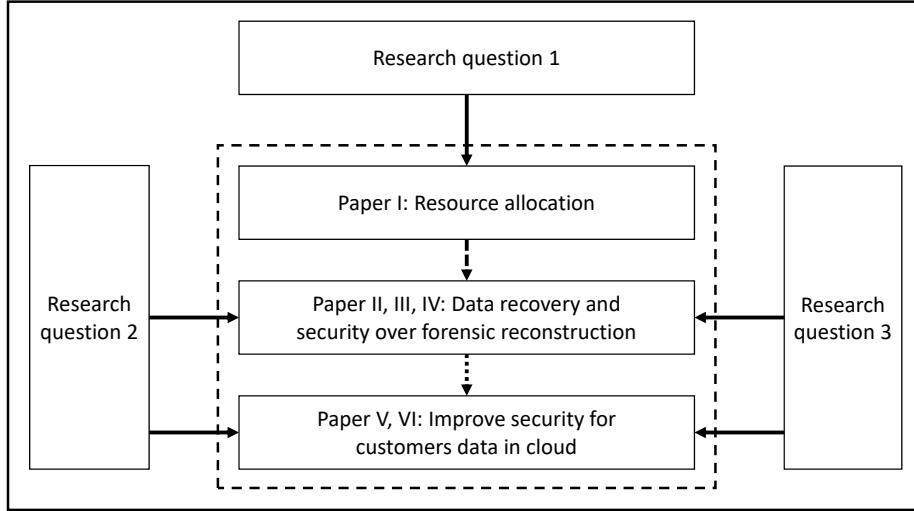 Research question 1
Paper I: Resource allocation
Research
question 2
Paper II, III, IV: Data recovery and
security over forensic reconstruction
Research
question 3
Paper V, VI: Improve security for
customers data in cloud